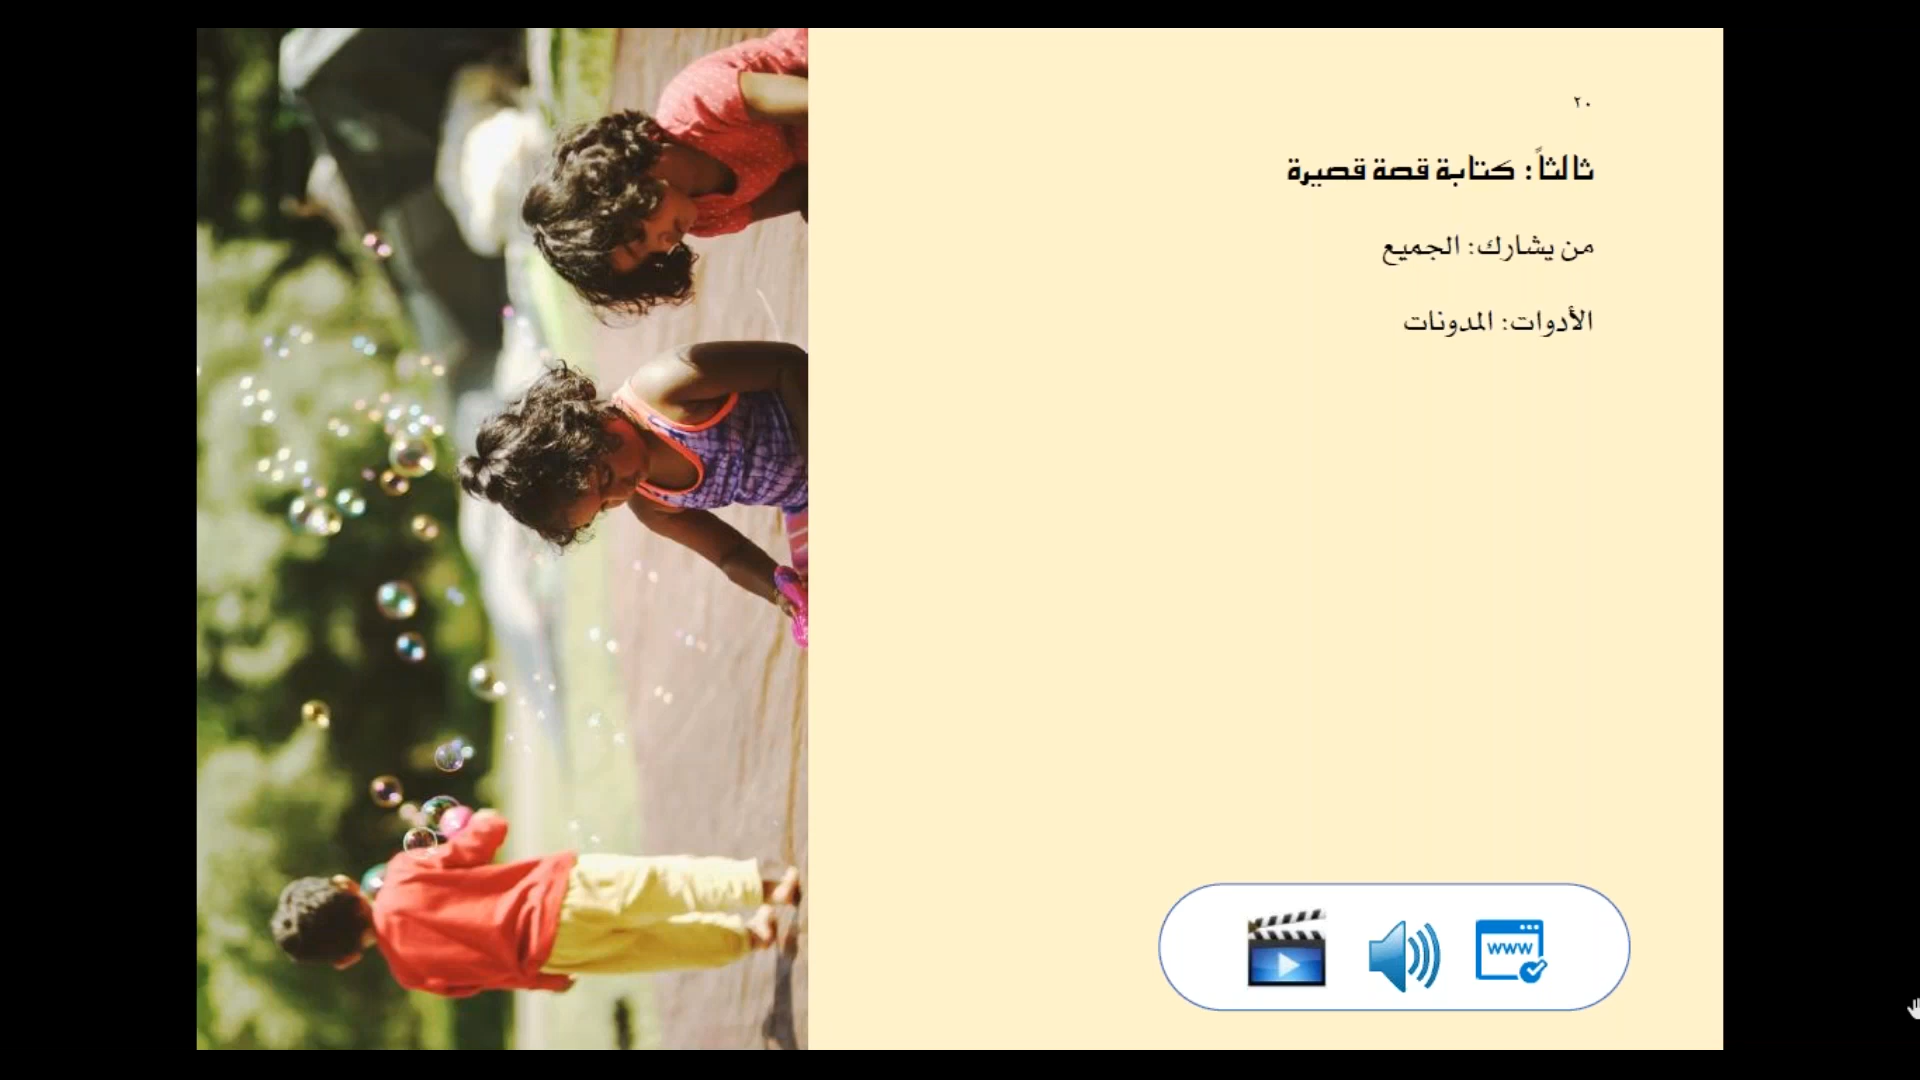 ٢٠
ثالثاً: كتابة قصة قصيرة
من يشارك: الجميع
الأدوات: المدونات
www